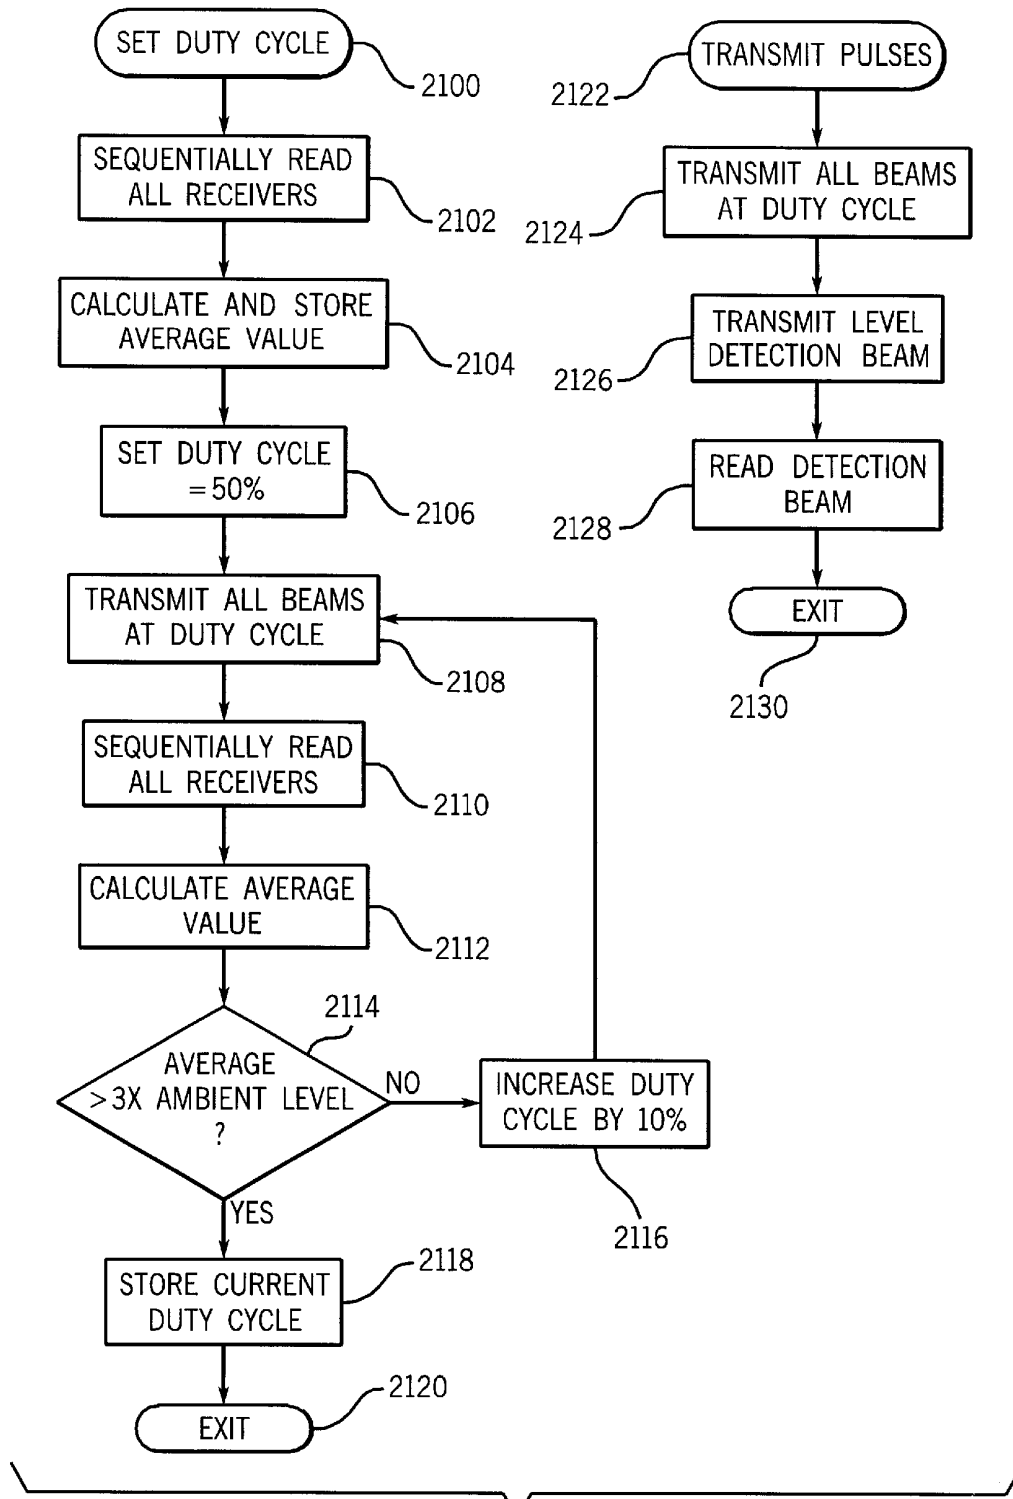 SET DUTY CYCLE
2100
SEQUENTIALLY READ
ALL RECEIVERS
2102
CALCULATE AND STORE
AVERAGE VALUE
2104
SET DUTY CYCLE
=50%
2106
TRANSMIT ALL BEAMS
AT DUTY CYCLE
2108
SEQUENTIALLY READ
ALL RECEIVERS
2110
CALCULATE AVERAGE
VALUE
2112
2114
AVERAGE
>3X AMBIENT LEVEL
?
NO
INCREASE DUTY
CYCLE BY 10%
2116
YES
STORE CURRENT
DUTY CYCLE
2118
EXIT
2120
TRANSMIT PULSES
2122
TRANSMIT ALL BEAMS
AT DUTY CYCLE
2124
TRANSMIT LEVEL
DETECTION BEAM
2126
READ DETECTION
BEAM
2128
EXIT
2130